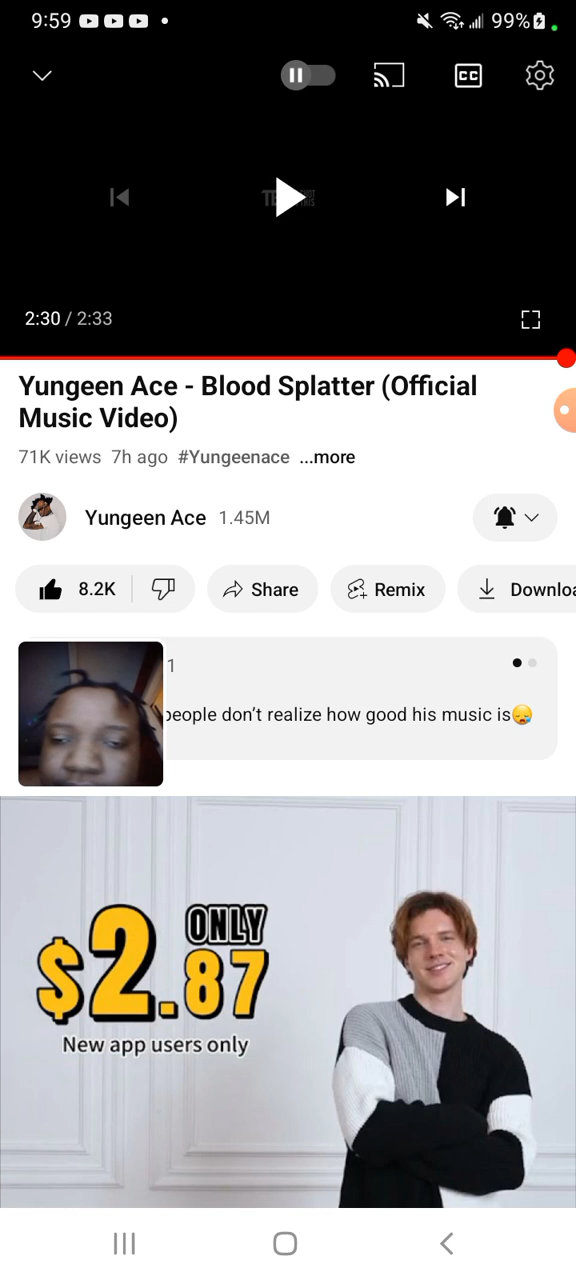 9:59
99%
CC
2:30 / 2:33
Yungeen Ace - Blood Splatter (Official
Music Video)
71K views 7h ago #Yungeenace ...more
Yungeen Ace 1.45M
8.2K
Share
Remix
Downloa
1
people don’t realize how good his music is😪
ONLY
$2.87
New app users only